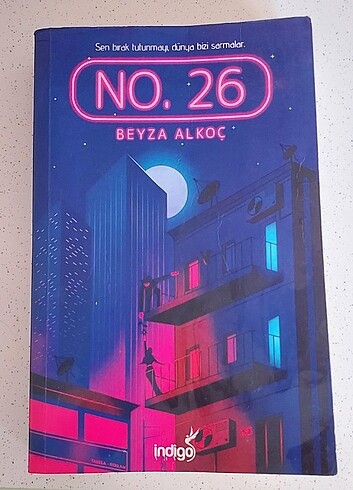 Sen bırak tutunmayı, dünya bizi sarmalar.
NO. 26
BEYZA ALKOÇ
indigo